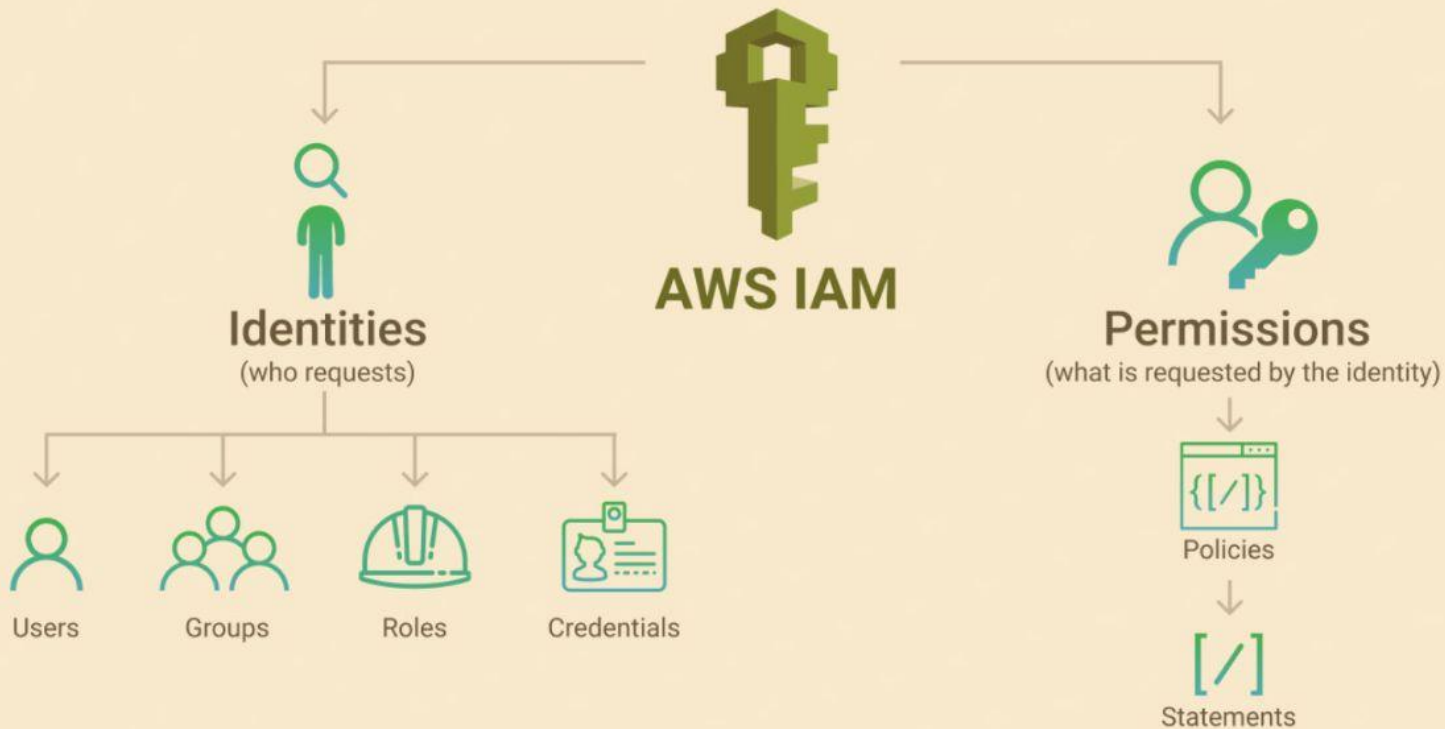 AWS IAM
Identities
(who requests)
Users
Groups
Roles
Credentials
Permissions
(what is requested by the identity)
{[/]}
Policies
[/]
Statements